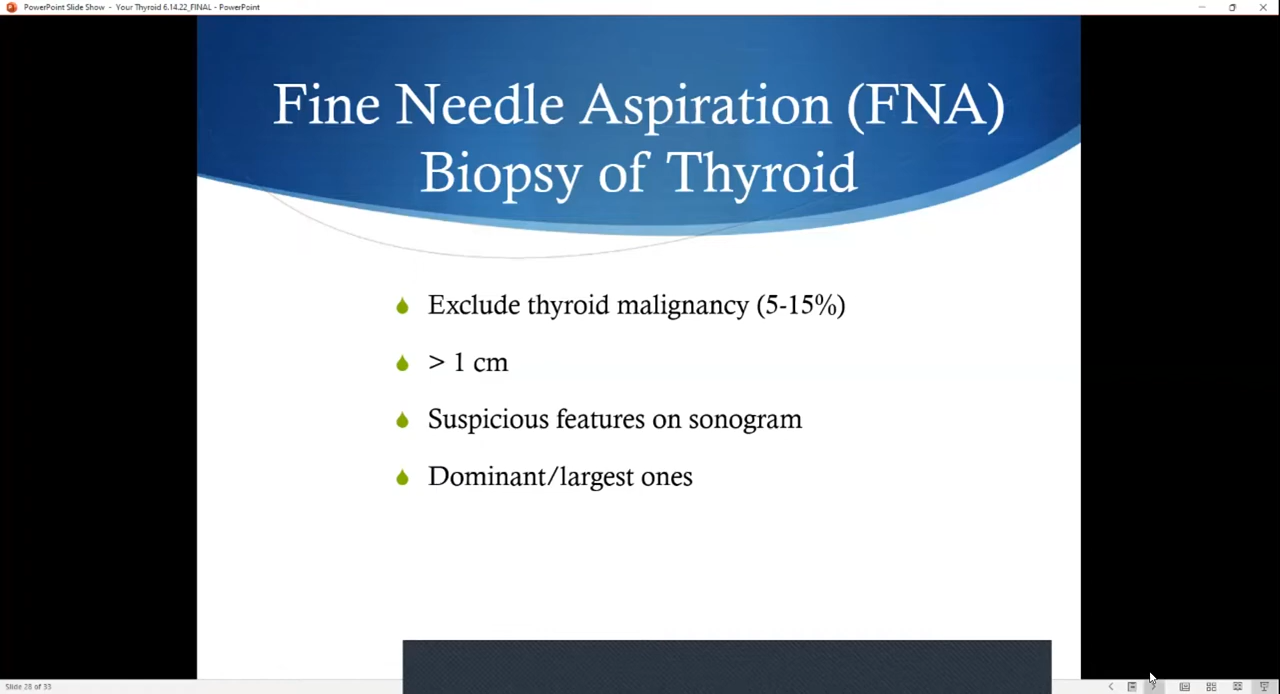 PowerPoint Slide Show - Your Thyroid 6.14.22_FINAL - PowerPoint
Fine Needle Aspiration (FNA)
Biopsy of Thyroid
Exclude thyroid malignancy (5-15%)
> 1 cm
Suspicious features on sonogram
Dominant/largest ones
Slide 28 of 33